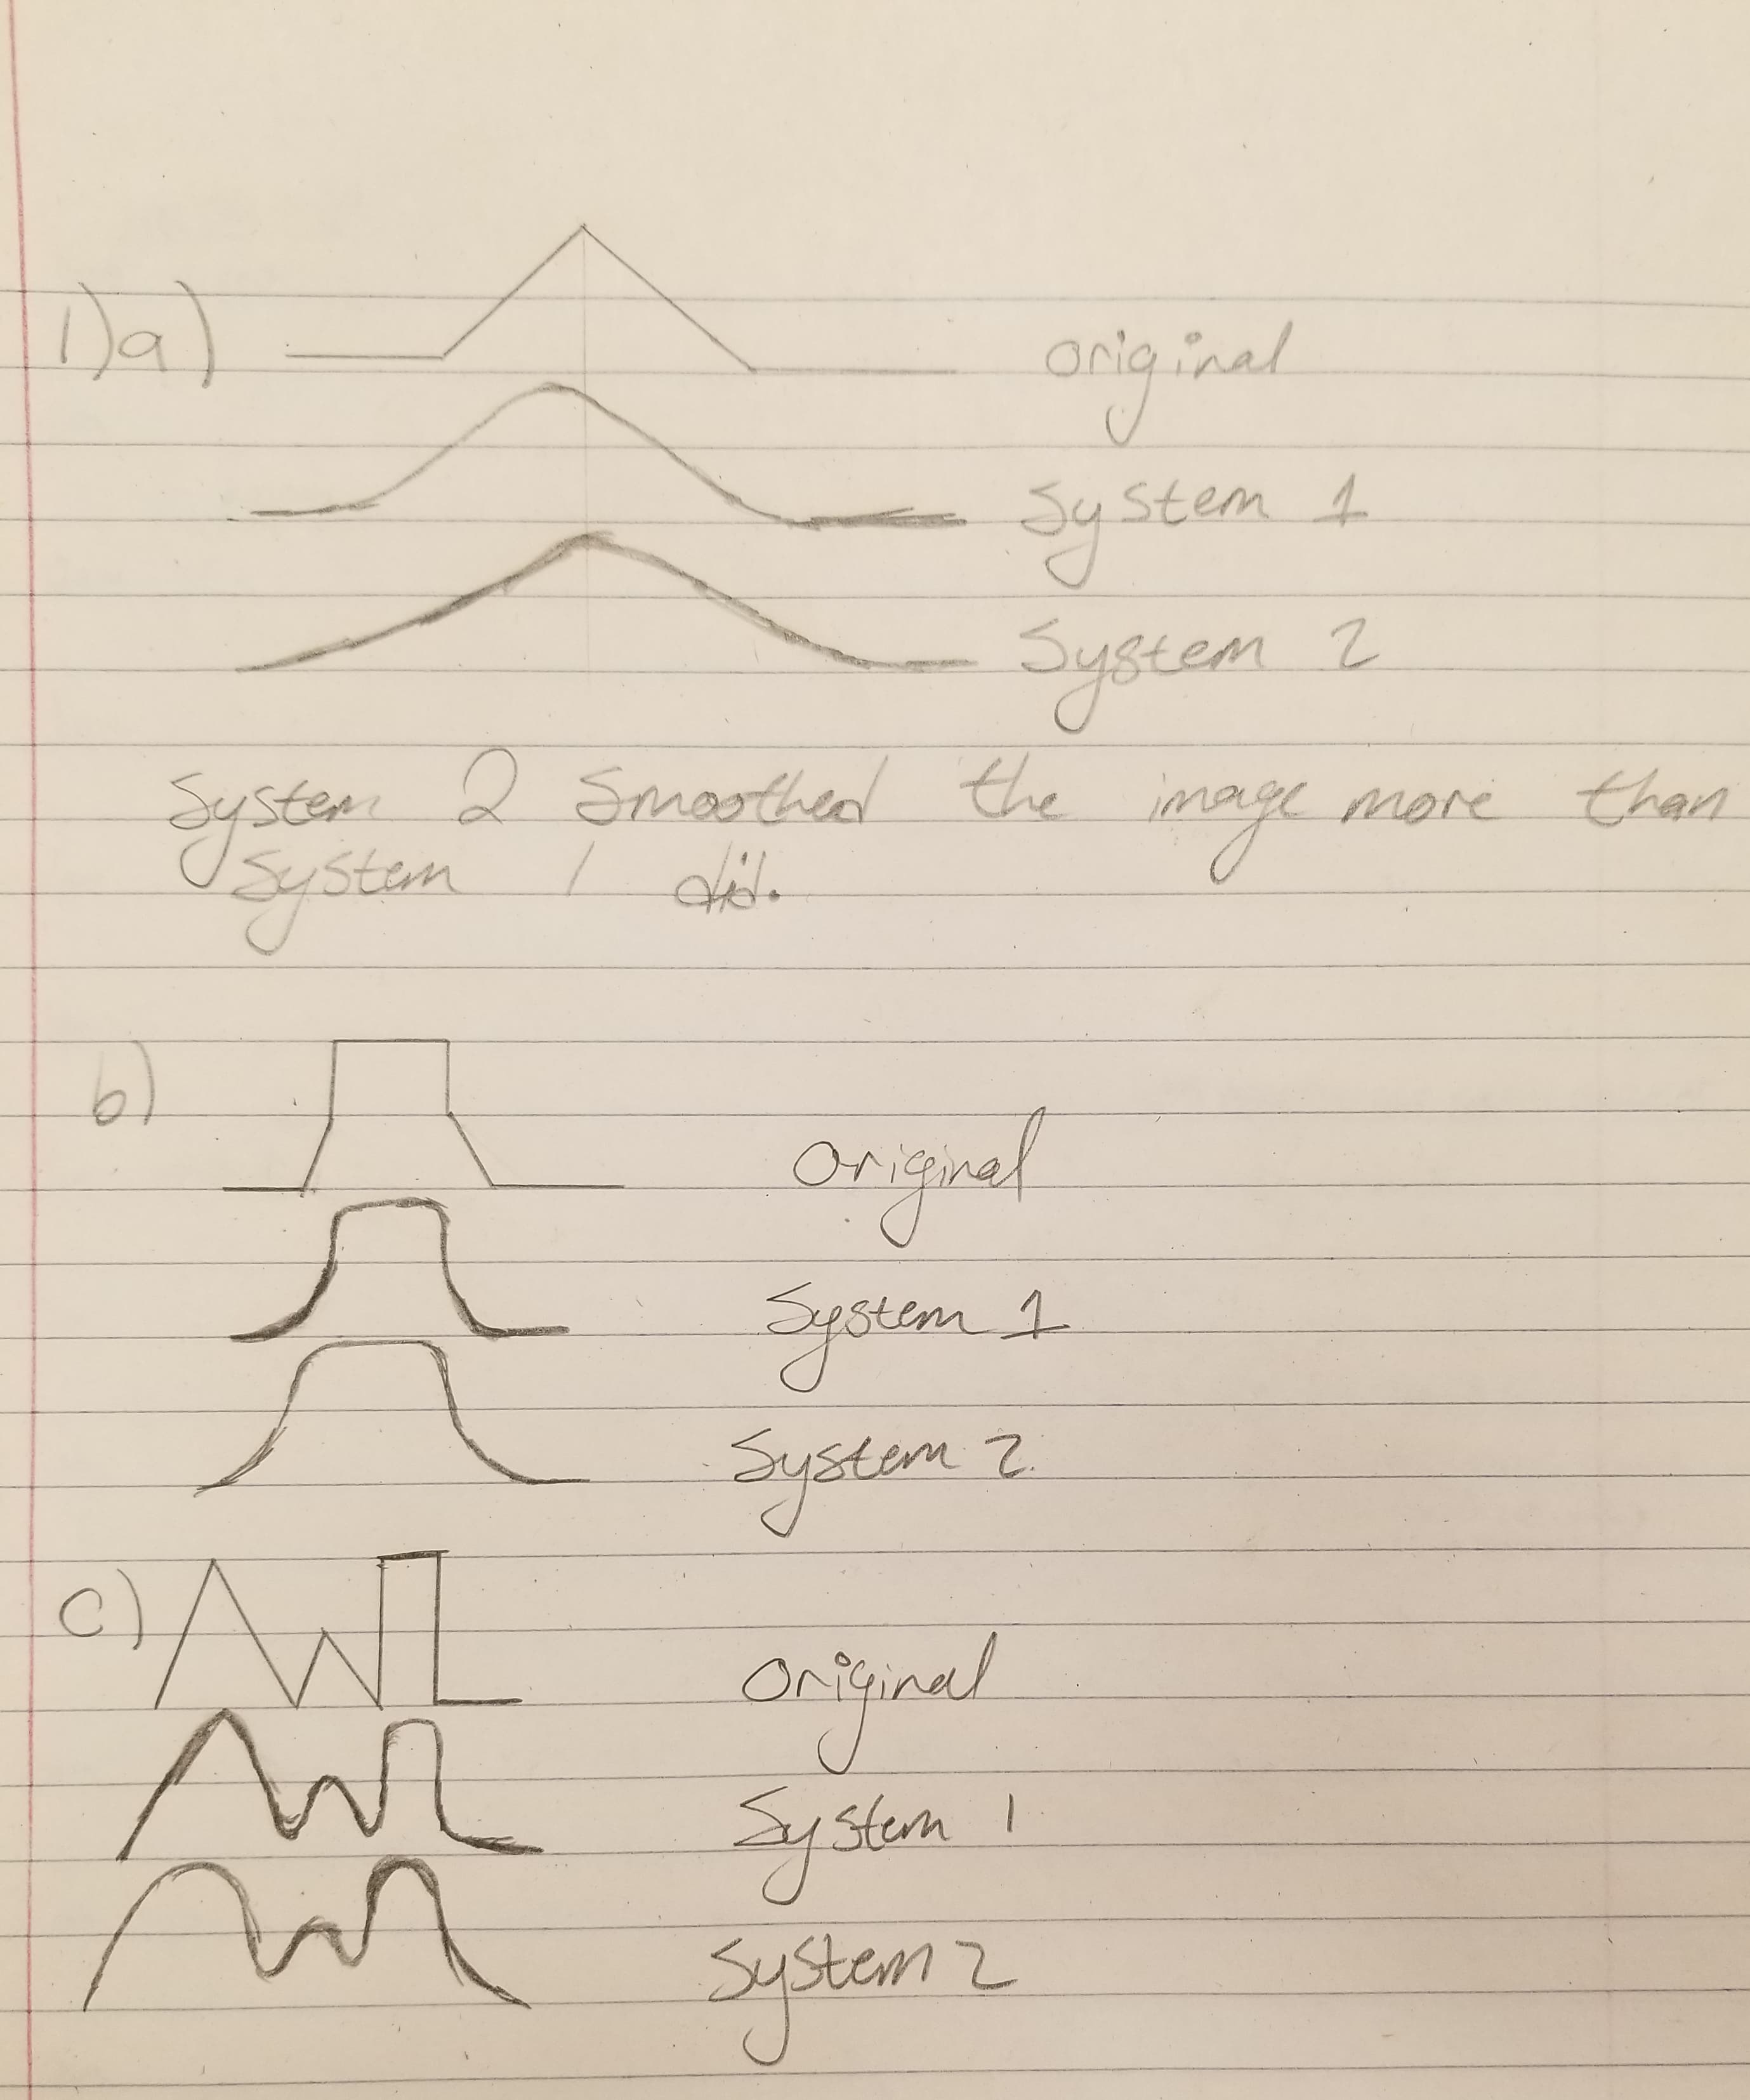 1)a)
original
System 1
System 2
System 2 Smoothed the image more than
System 1 did.
b)
Original
System 1
System 2
c)
Original
System 1
System 2